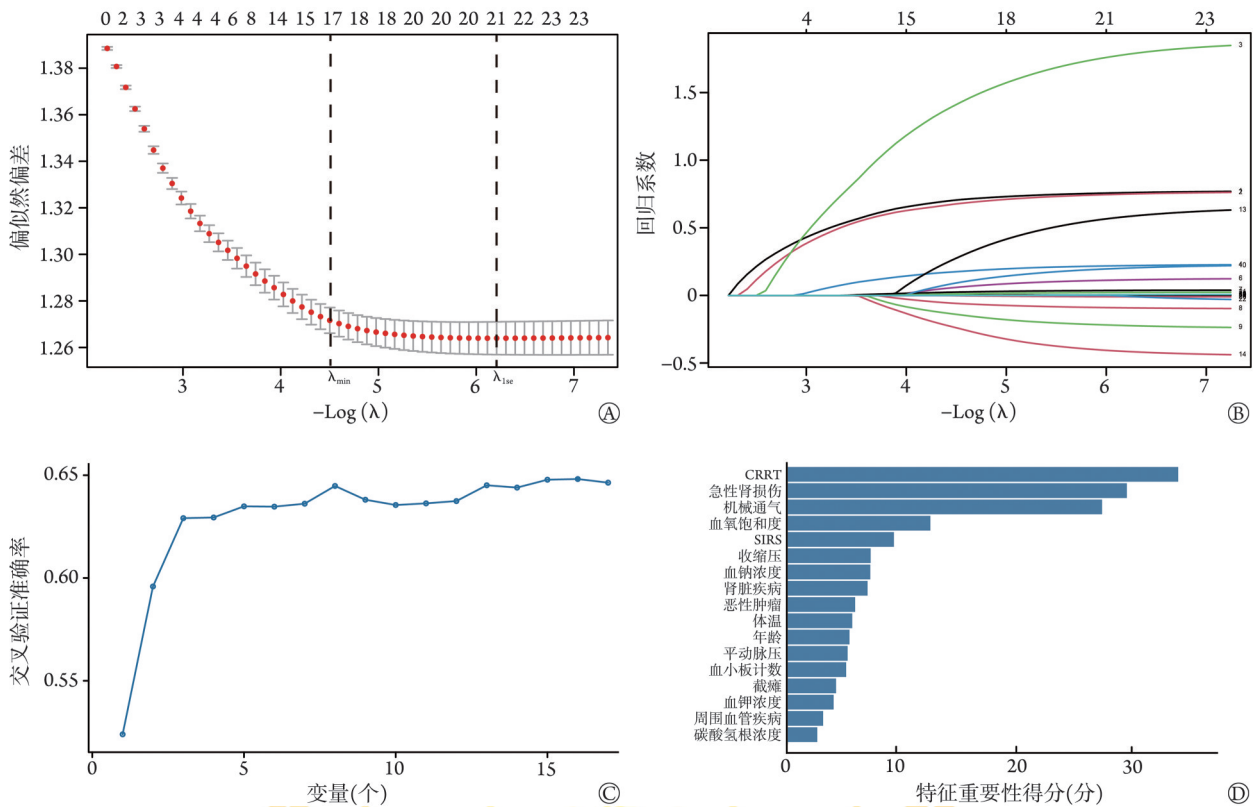 0 2 3 3 4 4 4 6 8 14 15 17 18 20 20 20 21 22 23 23
1.38
1.36
1.34
1.32
1.30
1.28
1.26
偏似然偏差
λmin
λ1se
3 4 5 6 7
−Log (λ)
A
4 15 18 21 23
1.5
1.0
0.5
0
−0.5
回归系数
3
2
13
6
8
9
14
3 4 5 6 7
−Log (λ)
B
0.65
0.60
0.55
交叉验证准确率
0 5 10 15
变量(个)
C
CRRT
急性肾损伤
机械通气
血氧饱和度
SIRS
收缩压
血钠浓度
肾脏疾病
恶性肿瘤
体温
年龄
平动脉压
血小板计数
截瘫
血钾浓度
周围血管疾病
碳酸氢根浓度
0 10 20 30
特征重要性得分(分)
D